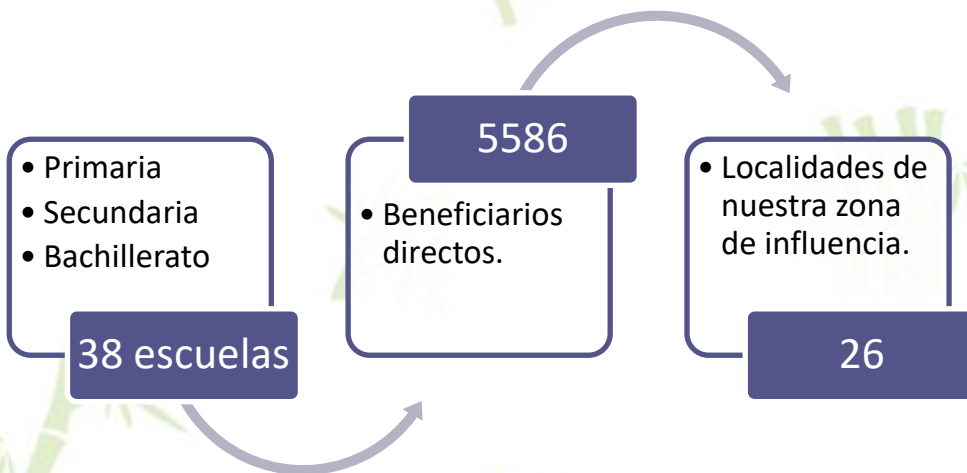 • Primaria
• Secundaria
• Bachillerato
38 escuelas
5586
• Beneficiarios
directos.
• Localidades de
nuestra zona
de influencia.
26